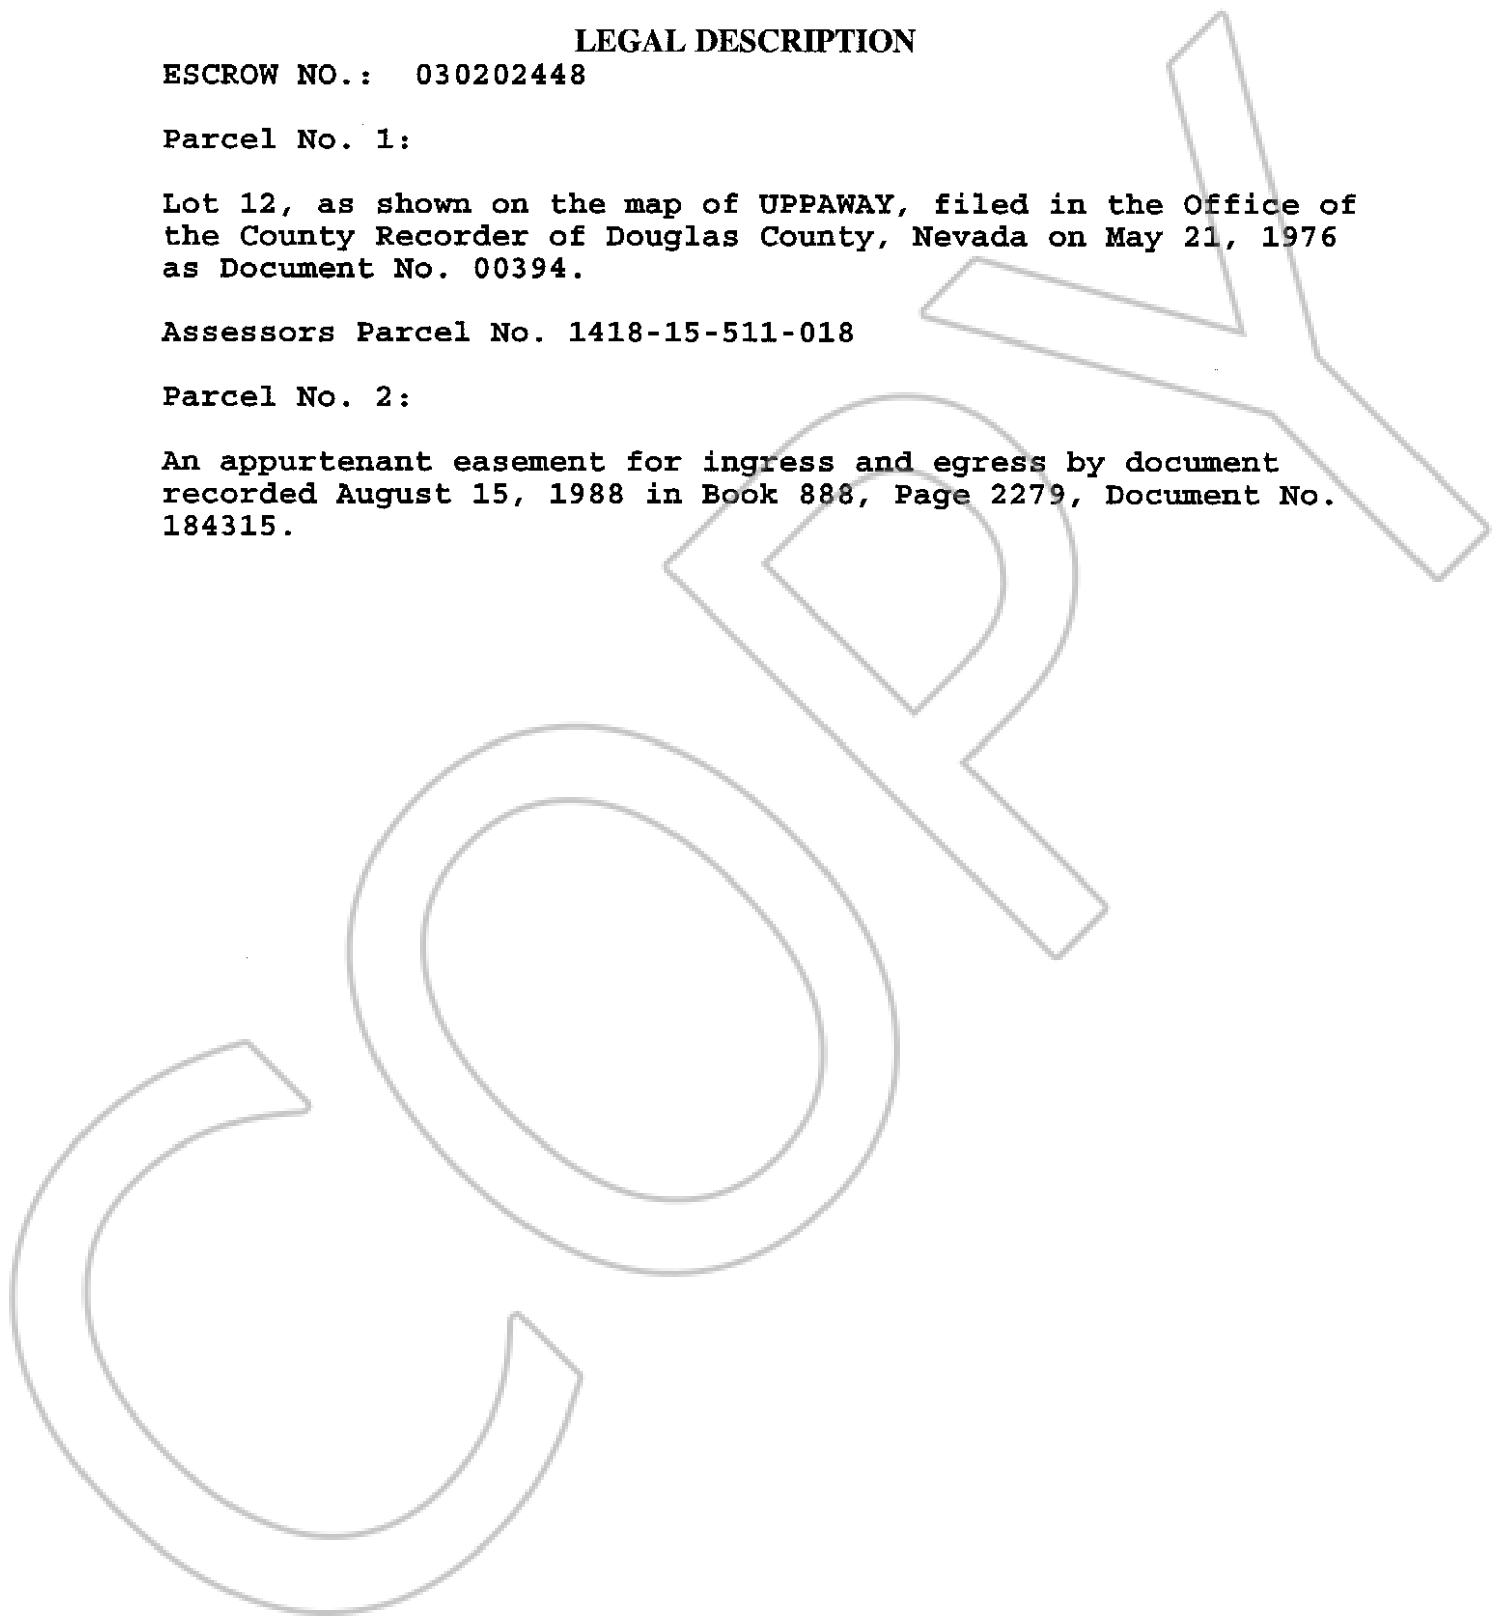 LEGAL DESCRIPTION
ESCROW NO.: 030202448
Parcel No. 1:
Lot 12, as shown on the map of UPPAWAY, filed in the Office of
the County Recorder of Douglas County, Nevada on May 21, 1976
as Document No. 00394.
Assessors Parcel No. 1418-15-511-018
Parcel No. 2:
An appurtenant easement for ingress and egress by document
recorded August 15, 1988 in Book 888, Page 2279, Document No.
184315.
COPY